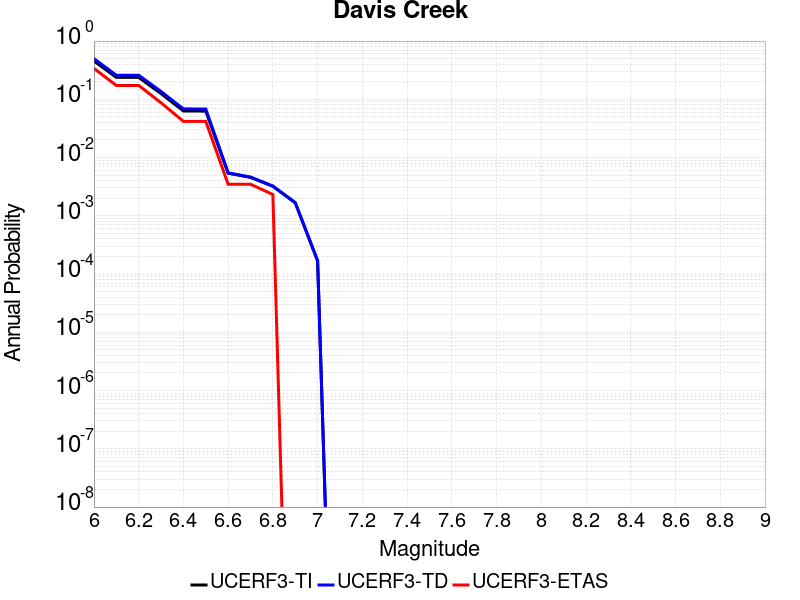 Davis Creek
10^0
10^-1
10^-2
10^-3
10^-4
10^-5
10^-6
10^-7
10^-8
Annual Probability
6 6.2 6.4 6.6 6.8 7 7.2 7.4 7.6 7.8 8 8.2 8.4 8.6 8.8 9
Magnitude
UCERF3-TI UCERF3-TD UCERF3-ETAS